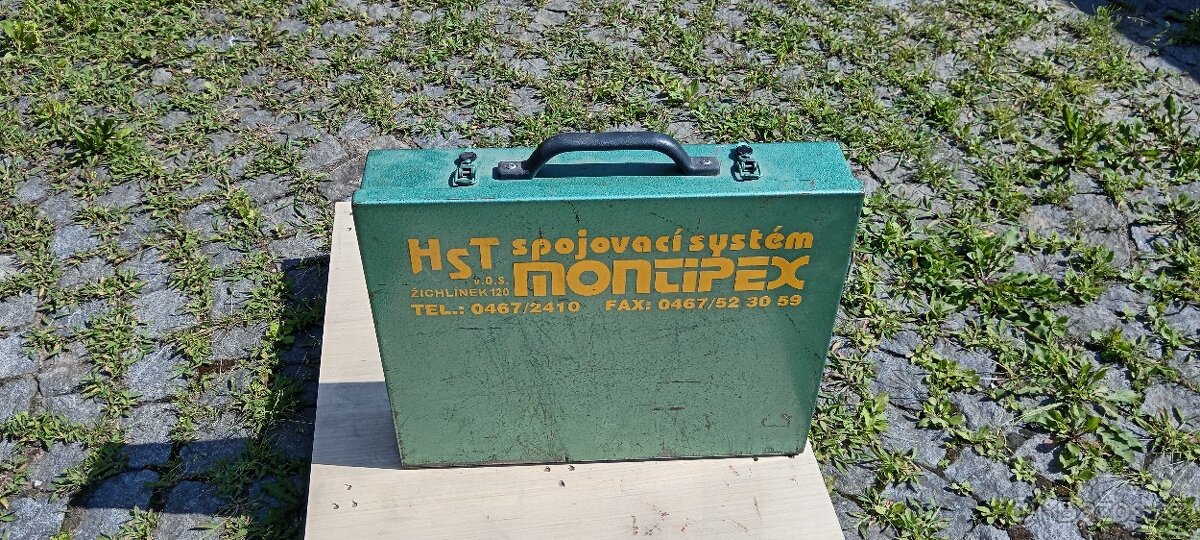 HST spojovací systém
v.o.s. montipex
ŽICHLÍNEK 120
TEL.: 0467/2410 FAX: 0467/52 30 59